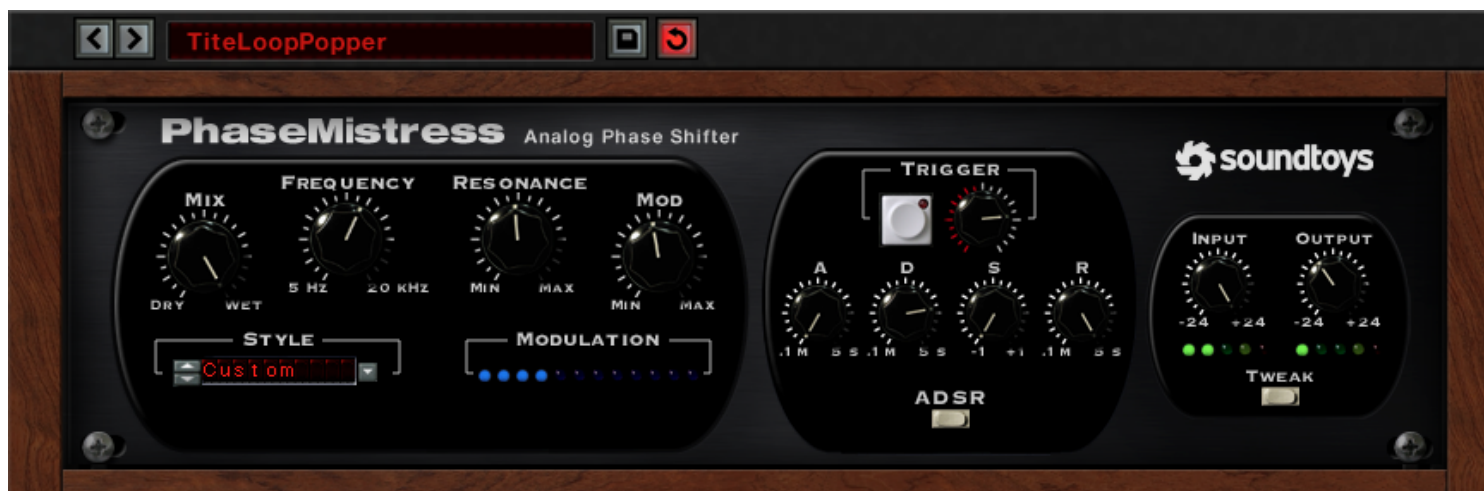 TiteLoopPopper
PhaseMistress Analog Phase Shifter
soundtoys
MIX
FREQUENCY
RESONANCE
MOD
DRY WET
5 HZ 20 KHZ
MIN MAX
MIN MAX
STYLE
Custom
MODULATION
TRIGGER
A D S R
.1 M 5 S
.1 M 5 S
-1 +1
.1 M 5 S
ADSR
INPUT OUTPUT
-24 +24
-24 +24
TWEAK